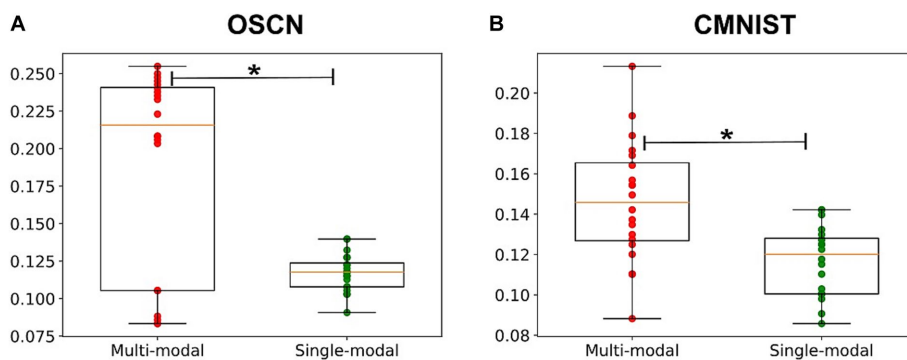 A
OSCN
0.250
0.225
0.200
0.175
0.150
0.125
0.100
0.075
*
Multi-modal
Single-modal
B
CMNIST
0.20
0.18
0.16
0.14
0.12
0.10
0.08
*
Multi-modal
Single-modal